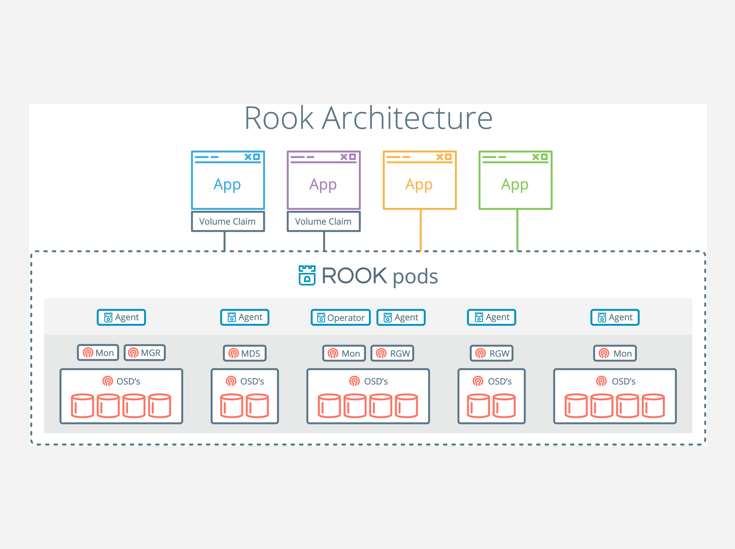 Rook Architecture
App App App App
Volume Claim Volume Claim
ROOK pods
Agent Agent Operator Agent Agent Agent
Mon MGR MDS Mon RGW RGW Mon
OSD's OSD's OSD's OSD's OSD's